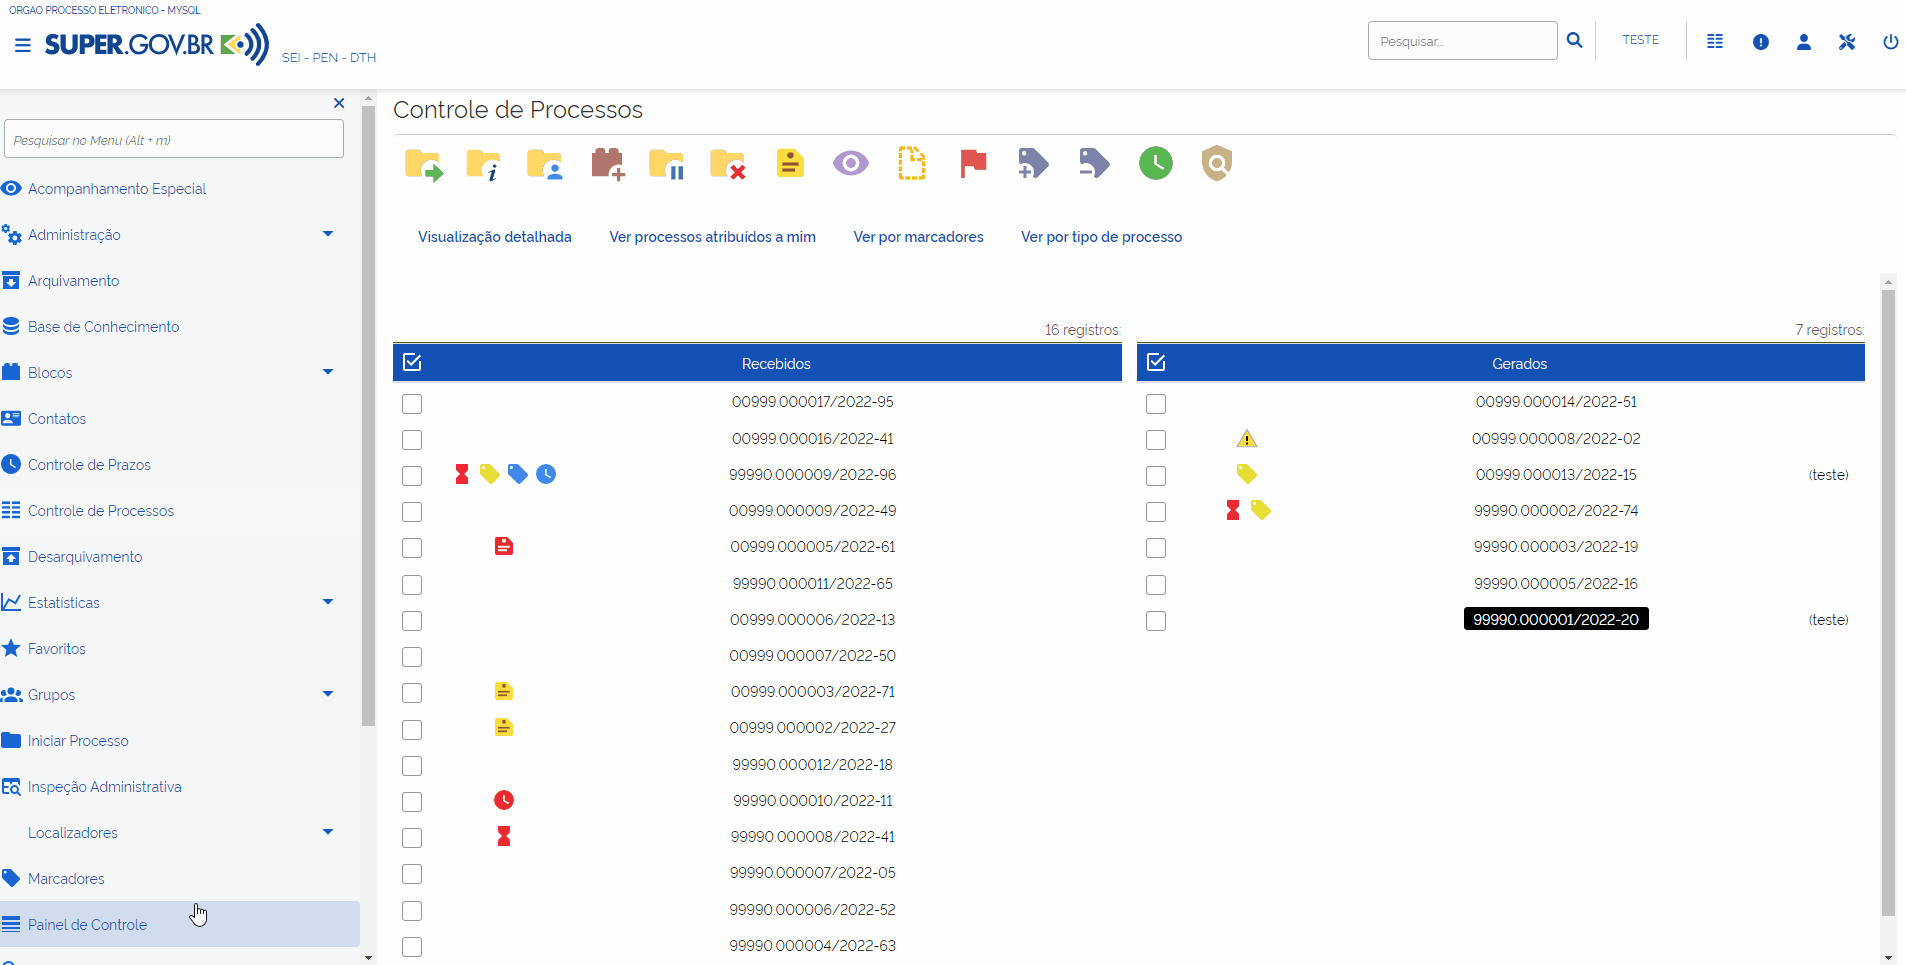 ORGAO PROCESSO ELETRONICO - MYSQL
SUPER.GOV.BR
SEI - PEN - DTH
Pesquisar...
TESTE
Pesquisar no Menu (Alt + m)
Acompanhamento Especial
Administração
Arquivamento
Base de Conhecimento
Blocos
Contatos
Controle de Prazos
Controle de Processos
Desarquivamento
Estatísticas
Favoritos
Grupos
Iniciar Processo
Inspeção Administrativa
Localizadores
Marcadores
Painel de Controle
Controle de Processos
Visualização detalhada
Ver processos atribuídos a mim
Ver por marcadores
Ver por tipo de processo
16 registros:
Recebidos
00999.000017/2022-95
00999.000016/2022-41
99990.000009/2022-96
00999.000009/2022-49
00999.000005/2022-61
99990.000011/2022-65
00999.000006/2022-13
00999.000007/2022-50
00999.000003/2022-71
00999.000002/2022-27
99990.000012/2022-18
99990.000010/2022-11
99990.000008/2022-41
99990.000007/2022-05
99990.000006/2022-52
99990.000004/2022-63
7 registros:
Gerados
00999.000014/2022-51
00999.000008/2022-02
00999.000013/2022-15 (teste)
99990.000002/2022-74
99990.000003/2022-19
99990.000005/2022-16
99990.000001/2022-20 (teste)